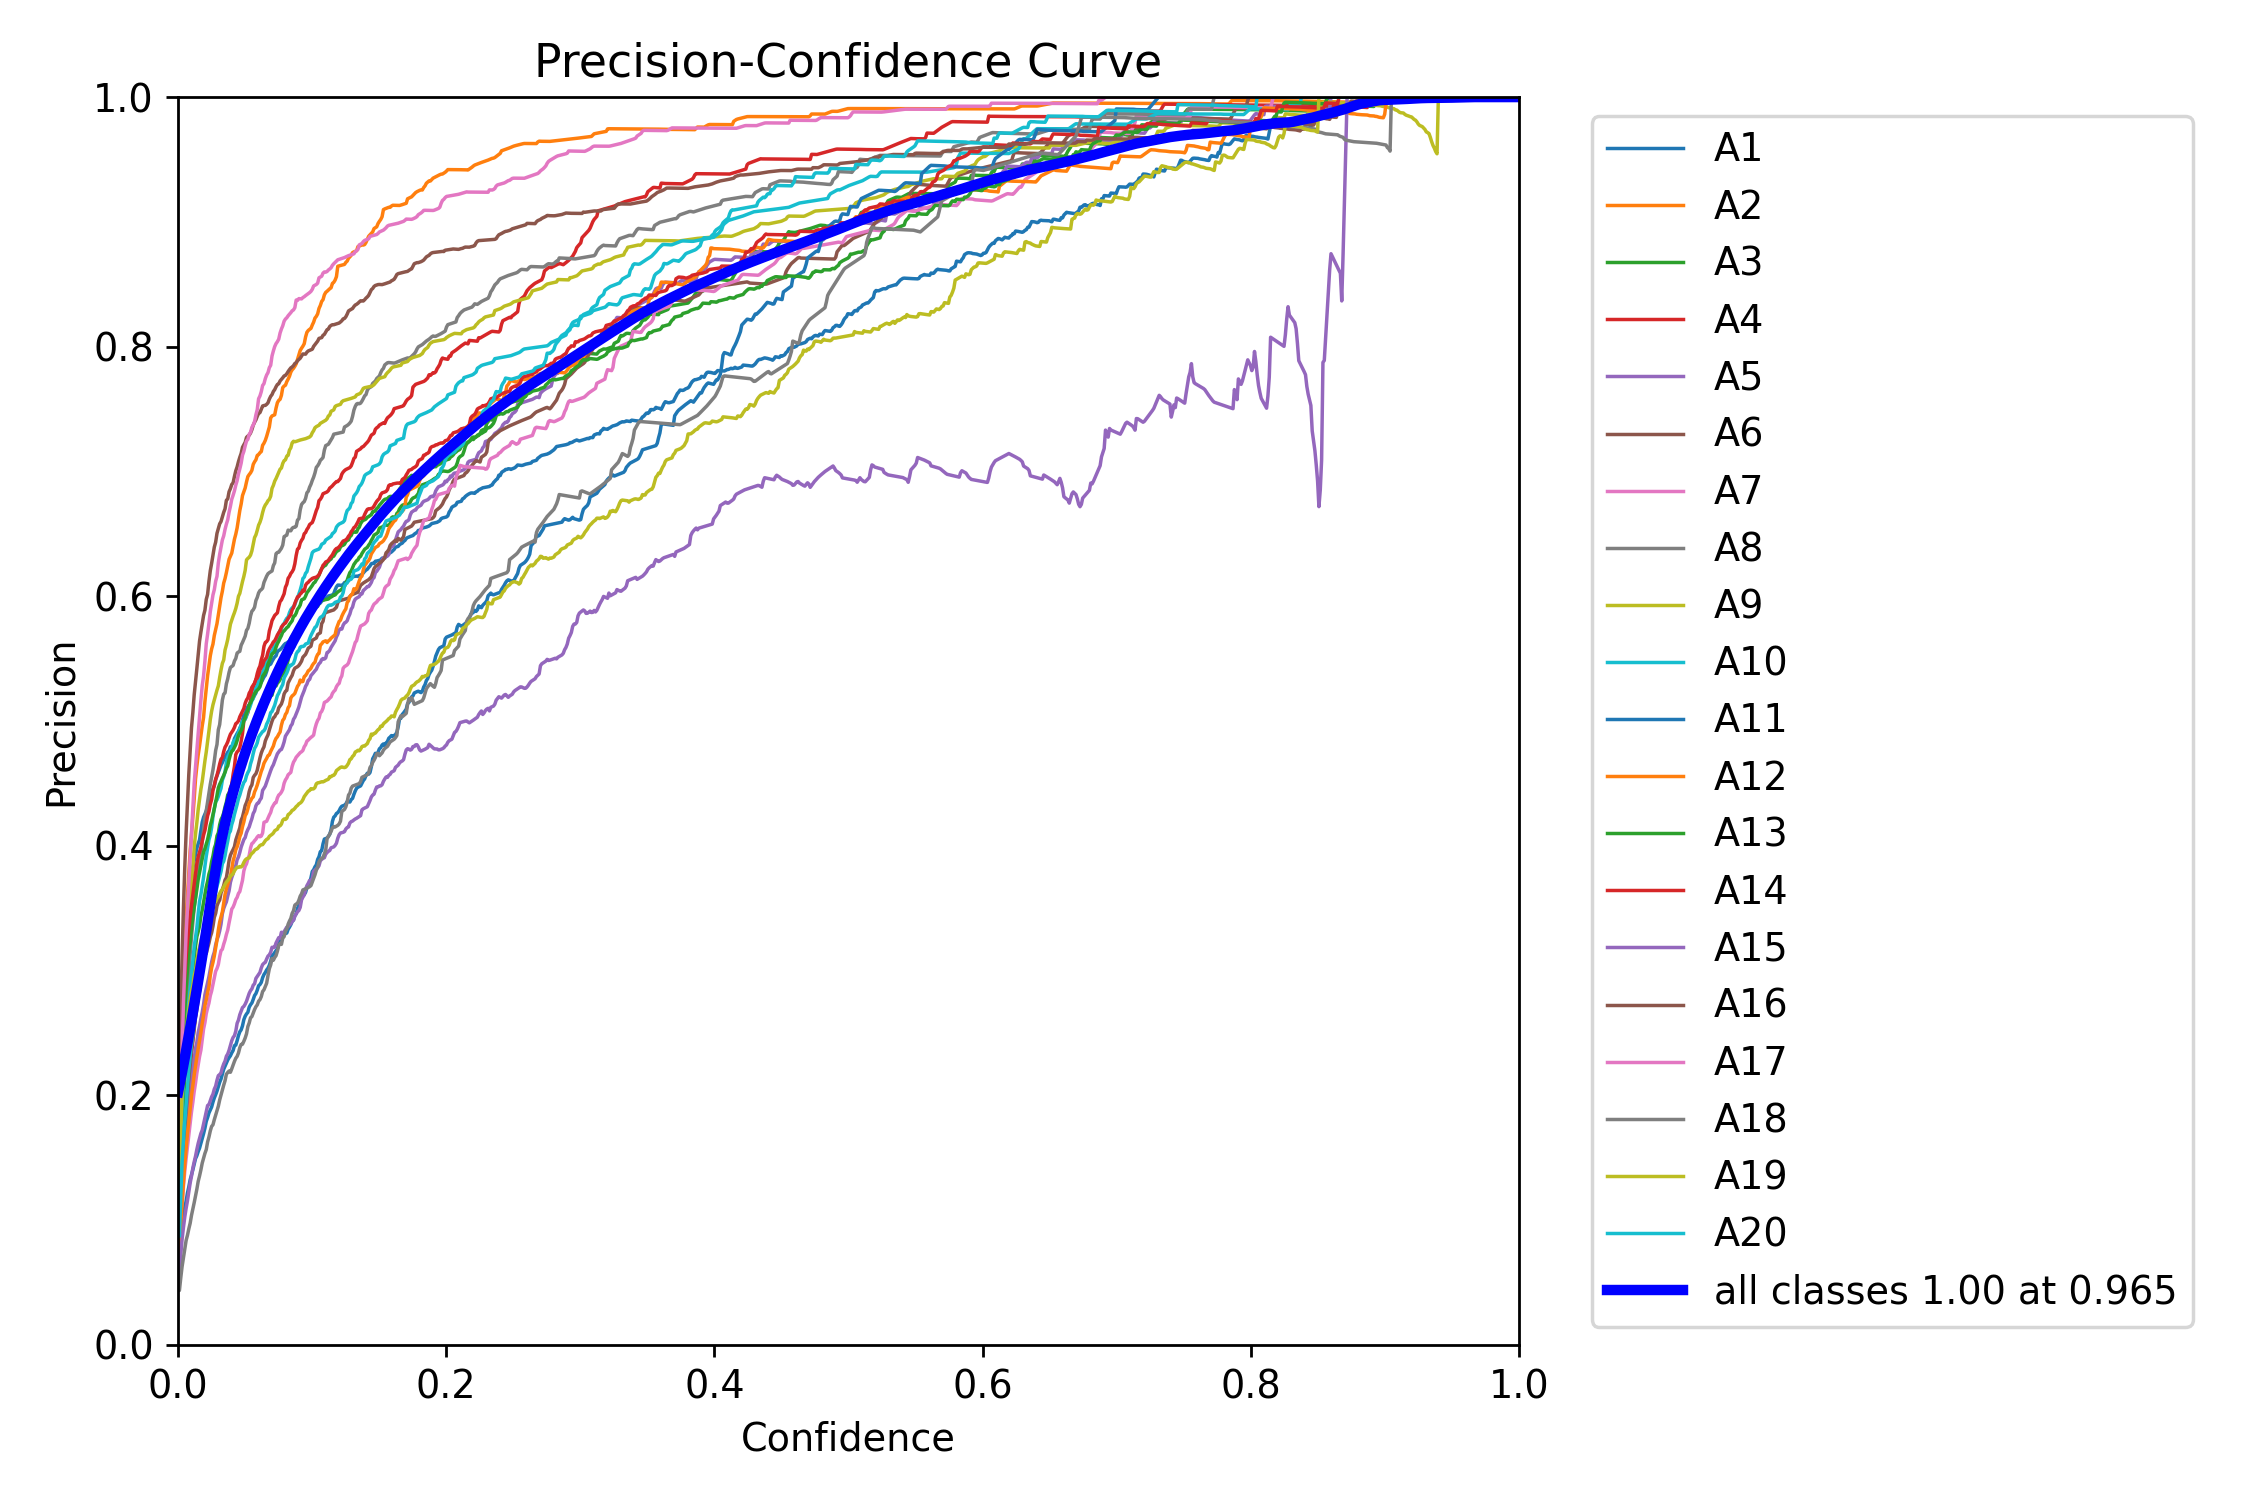 Precision-Confidence Curve
1.0
0.8
0.6
0.4
0.2
0.0
Precision
0.0 0.2 0.4 0.6 0.8 1.0
Confidence
A1
A2
A3
A4
A5
A6
A7
A8
A9
A10
A11
A12
A13
A14
A15
A16
A17
A18
A19
A20
all classes 1.00 at 0.965